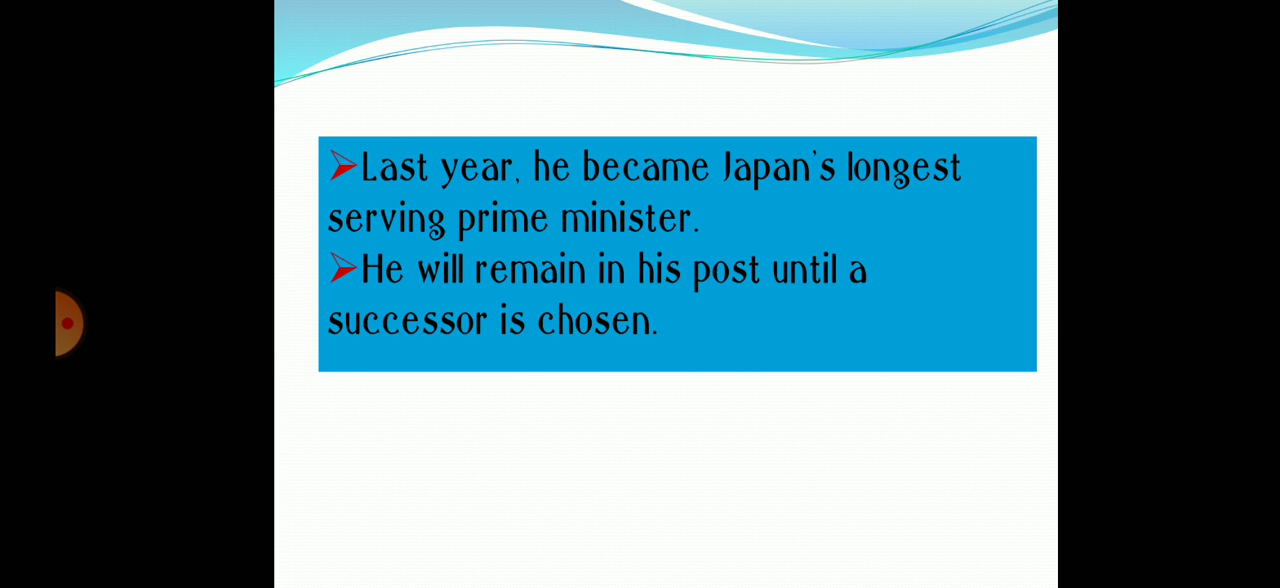 ➢Last year, he became Japan's longest
serving prime minister.
➢He will remain in his post until a
successor is chosen.